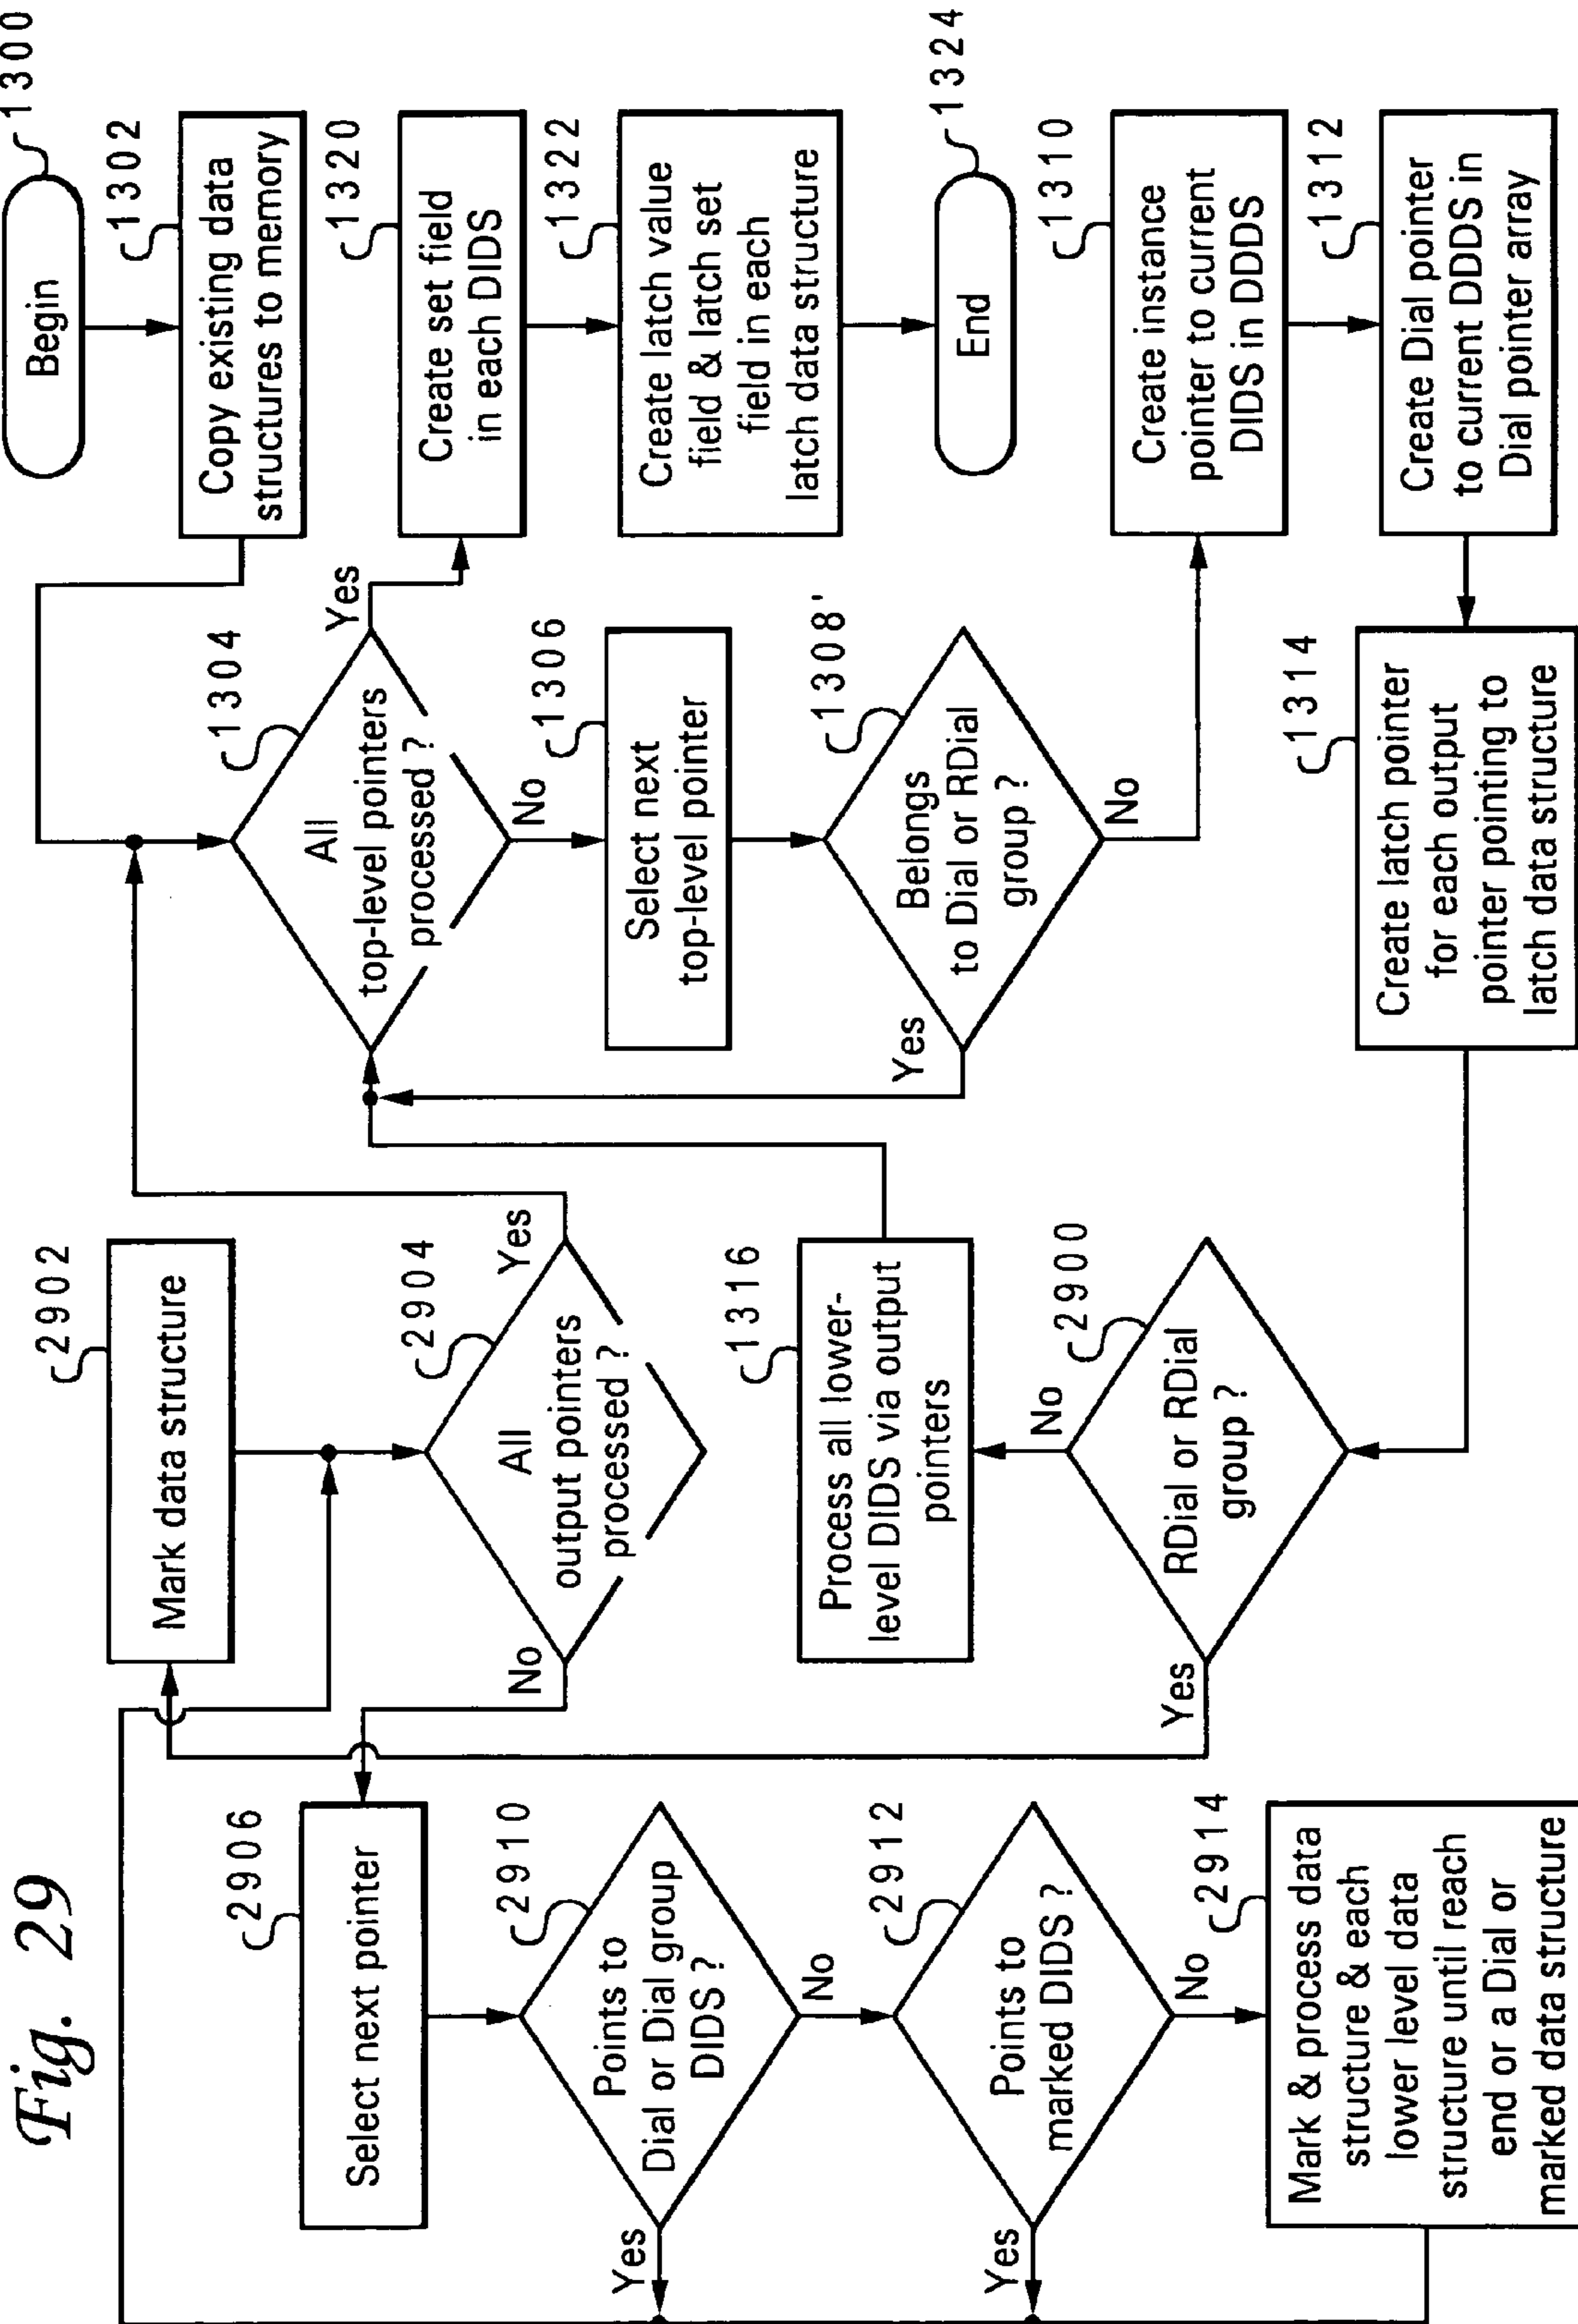 Fig. 29
Begin
1300
1302
Copy existing data
structures to memory
1304
All
top-level pointers
processed ?
Yes
No
1320
Create set field
in each DIDS
1322
Create latch value
field & latch set
field in each
latch data structure
End
1324
1306
Select next
top-level pointer
1308'
Belongs
to Dial or RDial
group ?
Yes
No
1310
Create instance
pointer to current
DIDS in DDDS
1312
Create Dial pointer
to current DDDS in
Dial pointer array
1314
Create latch pointer
for each output
pointer pointing to
latch data structure
2900
RDial or RDial
group ?
No
Yes
1316
Process all lower-
level DIDS via output
pointers
2902
Mark data structure
2904
All
output pointers
processed ?
Yes
No
2906
Select next pointer
2910
Points to
Dial or Dial group
DIDS ?
Yes
No
2912
Points to
marked DIDS ?
Yes
No
2914
Mark & process data
structure & each
lower level data
structure until reach
end or a Dial or
marked data structure